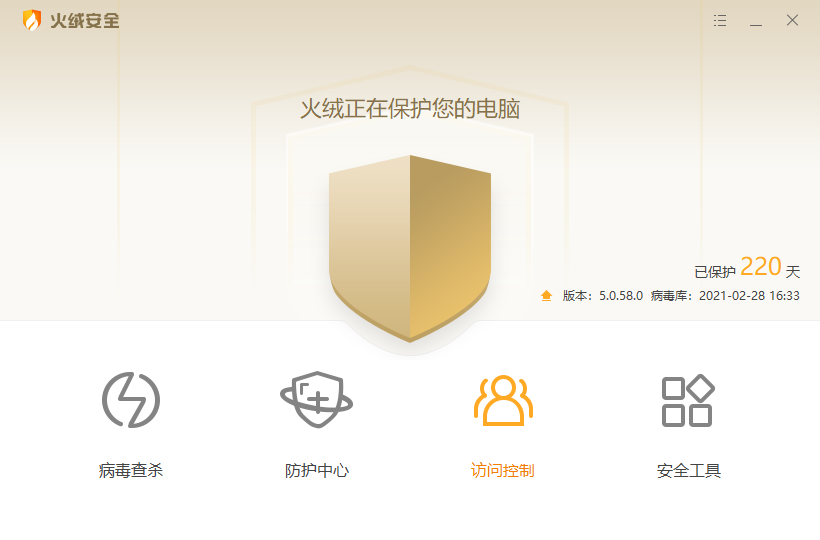 火绒安全
火绒正在保护您的电脑
已保护 220 天
版本：5.0.58.0 病毒库：2021-02-28 16:33
病毒查杀 防护中心 访问控制 安全工具